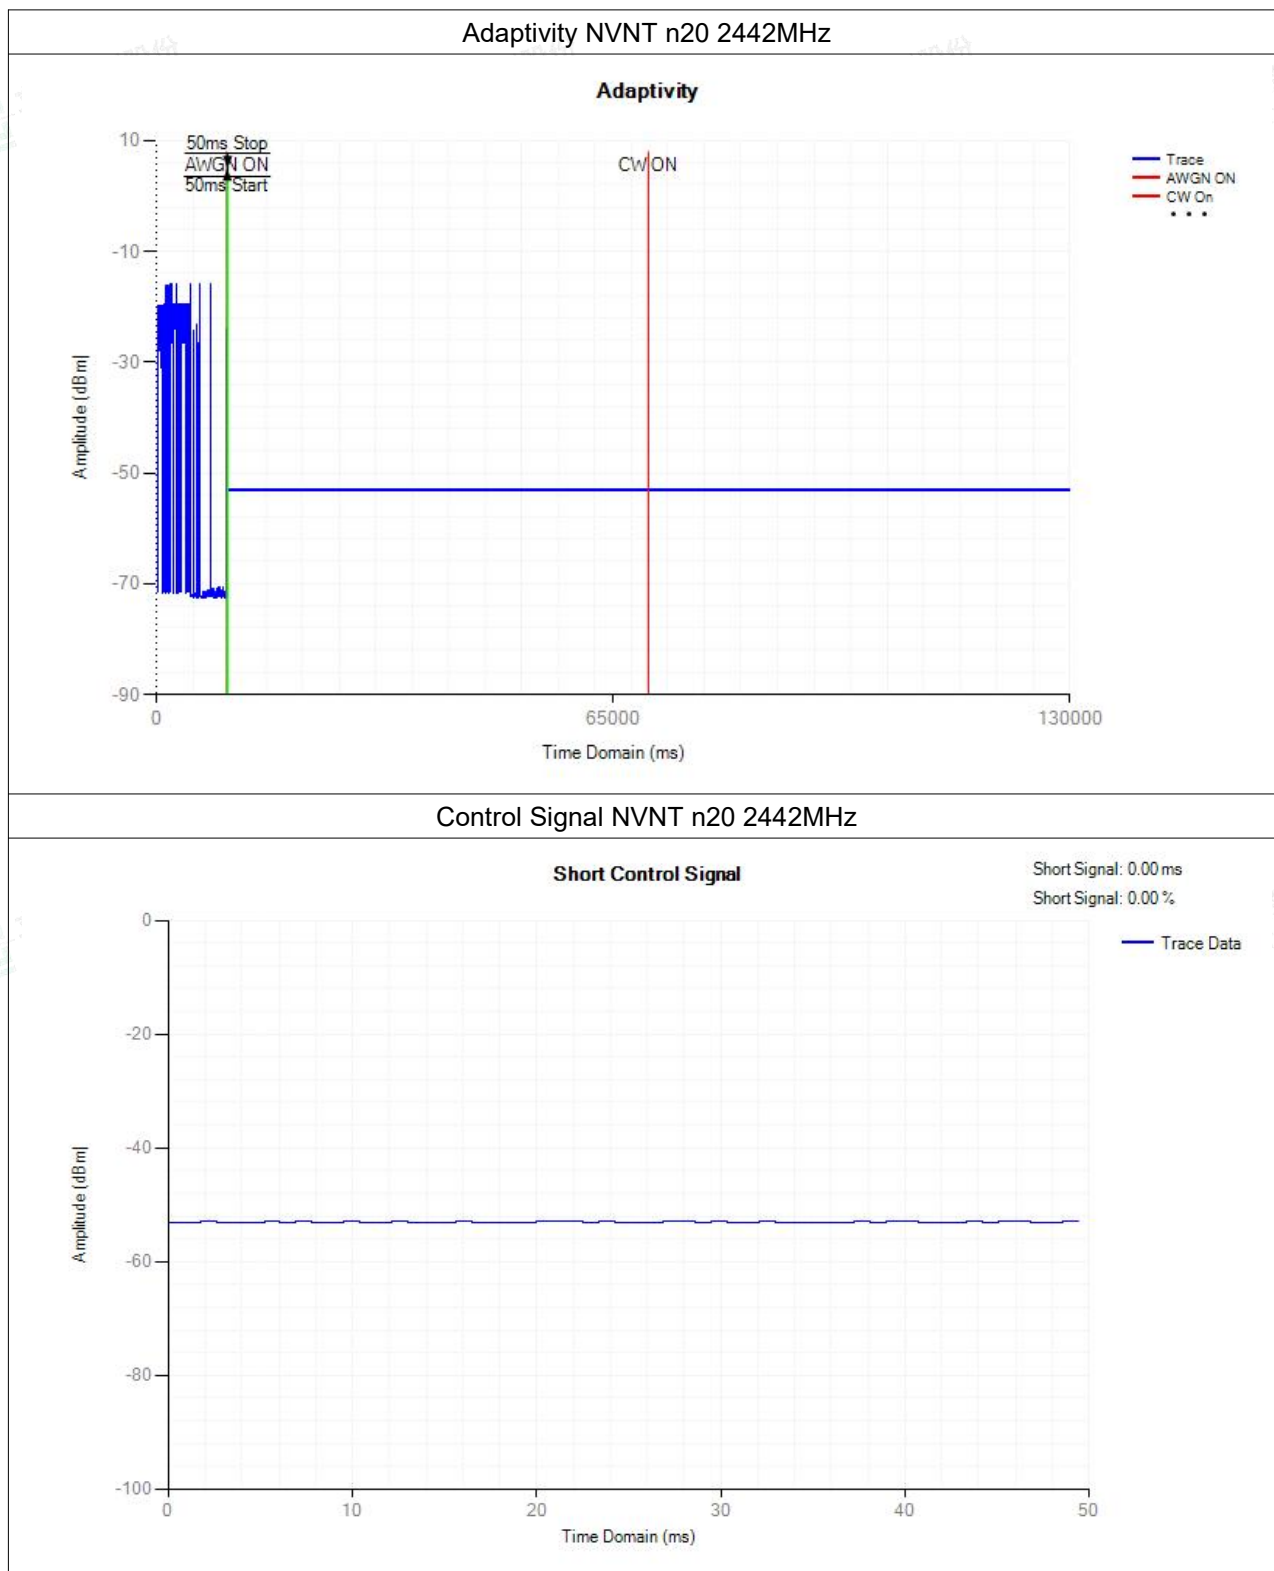 Adaptivity NVNT n20 2442MHz
Adaptivity
10
-10
-30
-50
-70
-90
Amplitude (dBm)
50ms Stop
AWGN ON
50ms Start
CW ON
Trace
AWGN ON
CW On
0
65000
130000
Time Domain (ms)
Control Signal NVNT n20 2442MHz
Short Control Signal
Short Signal: 0.00 ms
Short Signal: 0.00 %
Trace Data
0
-20
-40
-60
-80
-100
Amplitude (dBm)
0
10
20
30
40
50
Time Domain (ms)